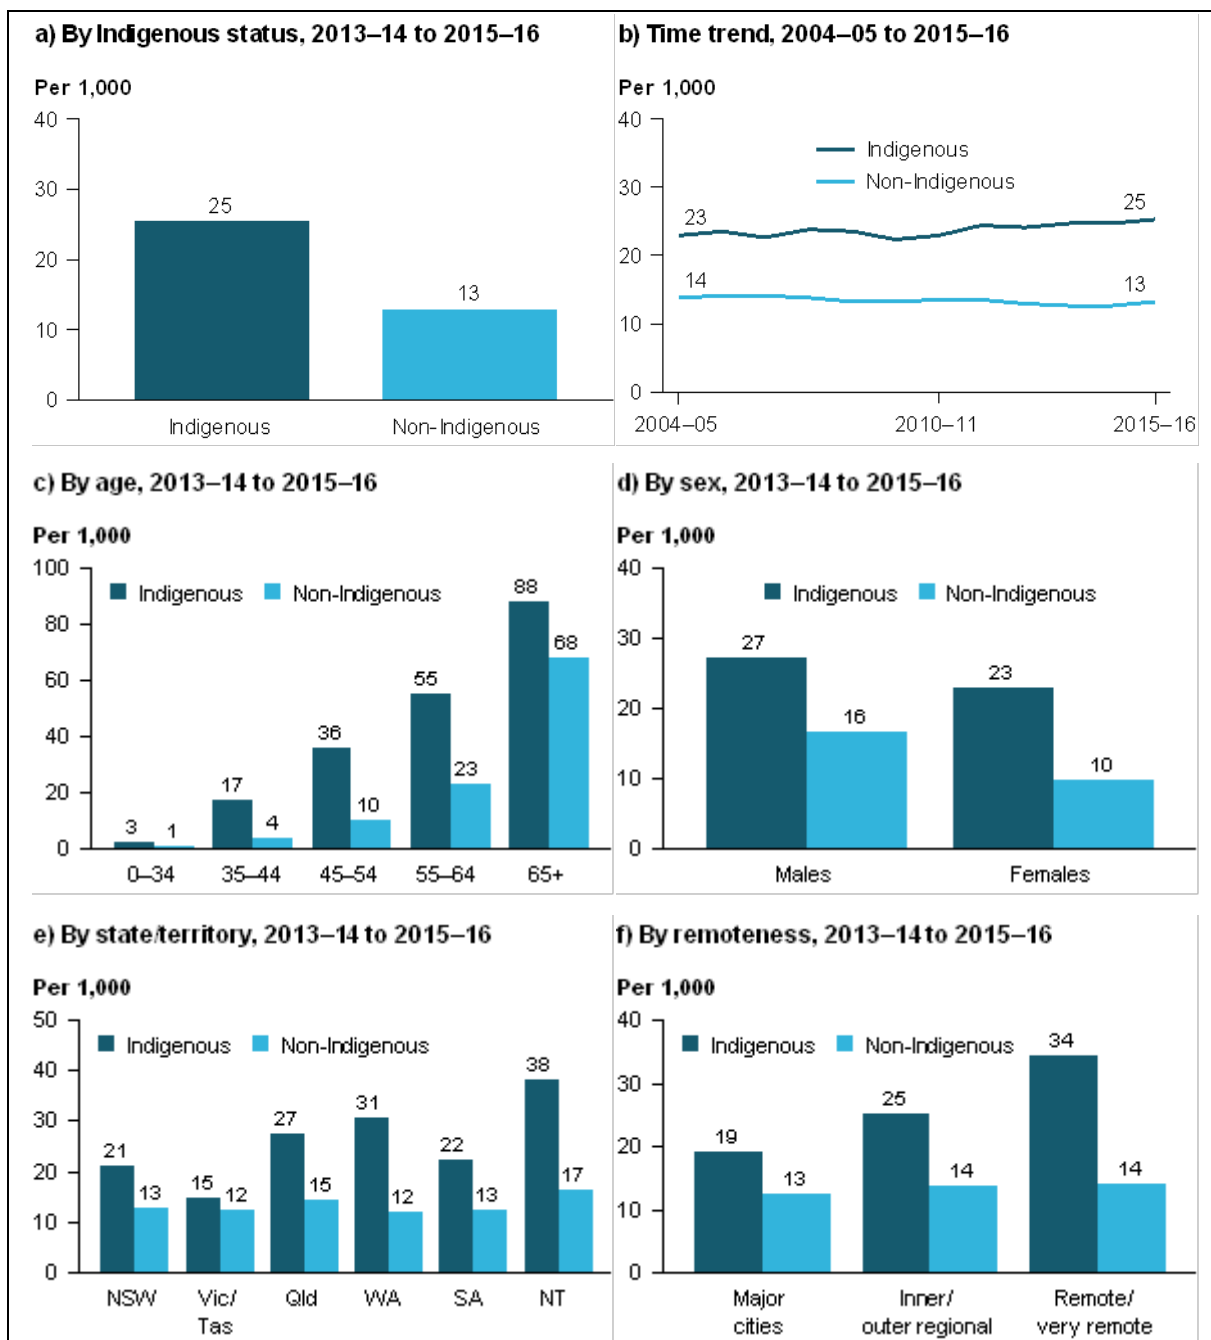 a) By Indigenous status, 2013–14 to 2015–16
Per 1,000
40
30
20
10
0
25
13
Indigenous
Non-Indigenous
b) Time trend, 2004–05 to 2015–16
Per 1,000
40
30
20
10
0
Indigenous
Non-Indigenous
23
25
14
13
2004–05
2010–11
2015–16
c) By age, 2013–14 to 2015–16
Per 1,000
100
80
60
40
20
0
Indigenous
Non-Indigenous
3
1
17
4
36
10
55
23
88
68
0–34
35–44
45–54
55–64
65+
d) By sex, 2013–14 to 2015–16
Per 1,000
40
30
20
10
0
Indigenous
Non-Indigenous
27
16
23
10
Males
Females
e) By state/territory, 2013–14 to 2015–16
Per 1,000
50
40
30
20
10
0
Indigenous
Non-Indigenous
21
13
15
12
27
15
31
12
22
13
38
17
NSW
Vic/
Tas
Qld
WA
SA
NT
f) By remoteness, 2013–14 to 2015–16
Per 1,000
40
30
20
10
0
Indigenous
Non-Indigenous
19
13
25
14
34
14
Major
cities
Inner/
outer regional
Remote/
very remote